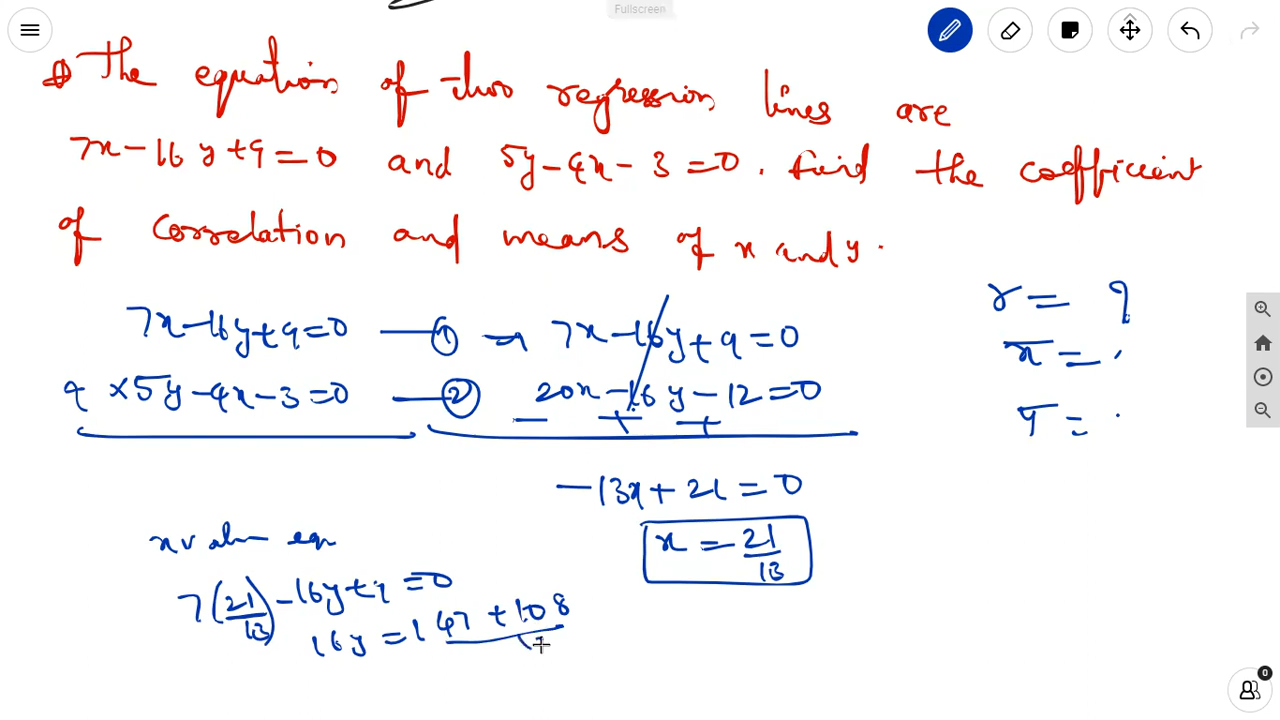 Fullscreen
The equation of two regression lines are
7x-16y+9=0 and 5y-4x-3=0. Find the coefficient
of correlation and means of x and y.
r = ?
7x-16y+9=0 — ① → 7x-16y+9=0
x̄ =
4 ×5y-4x-3=0 — ② 20x-16y-12=0
- + +
ȳ =
-13x+21=0
x = 21/13
x value eqn
7(21/13)-16y+9=0
16y = 147+108/1
0